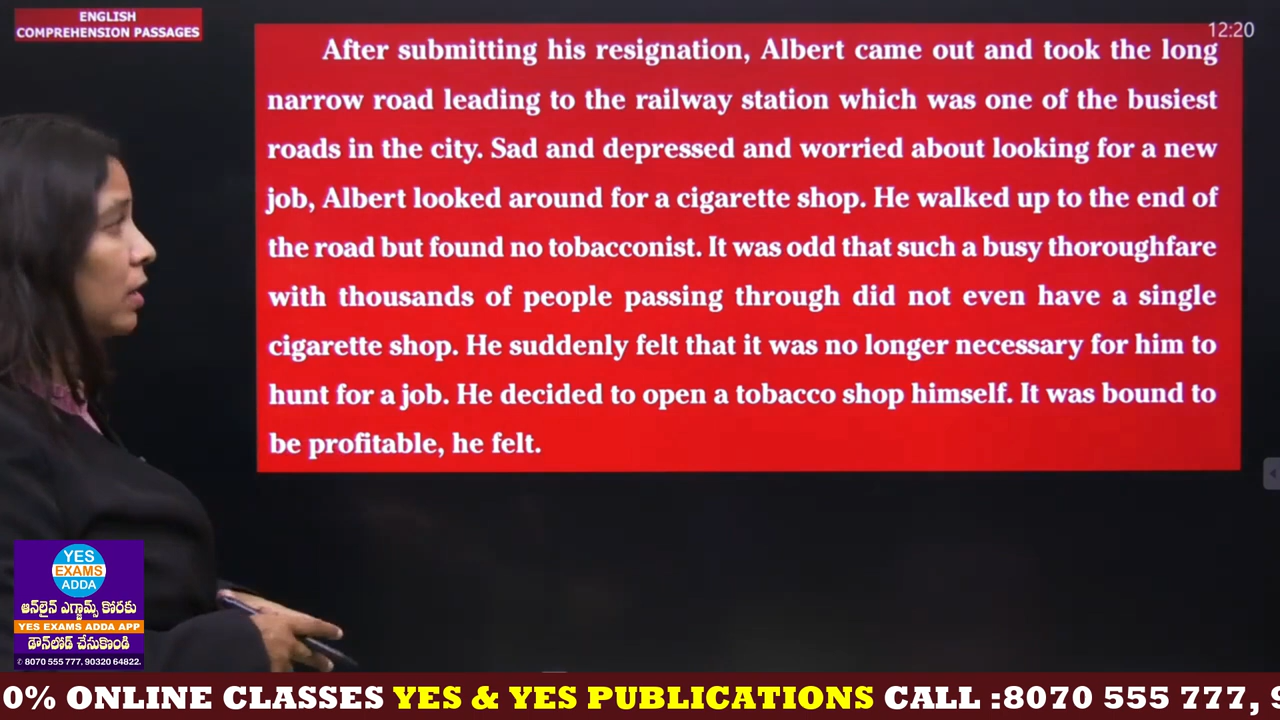 ENGLISH
COMPREHENSION PASSAGES
12:20
After submitting his resignation, Albert came out and took the long
narrow road leading to the railway station which was one of the busiest
roads in the city. Sad and depressed and worried about looking for a new
job, Albert looked around for a cigarette shop. He walked up to the end of
the road but found no tobacconist. It was odd that such a busy thoroughfare
with thousands of people passing through did not even have a single
cigarette shop. He suddenly felt that it was no longer necessary for him to
hunt for a job. He decided to open a tobacco shop himself. It was bound to
be profitable, he felt.
YES
EXAMS
ADDA
ఆన్‌లైన్ ఎగ్జామ్స్ కొరకు
YES EXAMS ADDA APP
డౌన్‌లోడ్ చేసుకొండి
✆ 8070 555 777, 90320 64822.
0% ONLINE CLASSES YES & YES PUBLICATIONS CALL :8070 555 777, 9